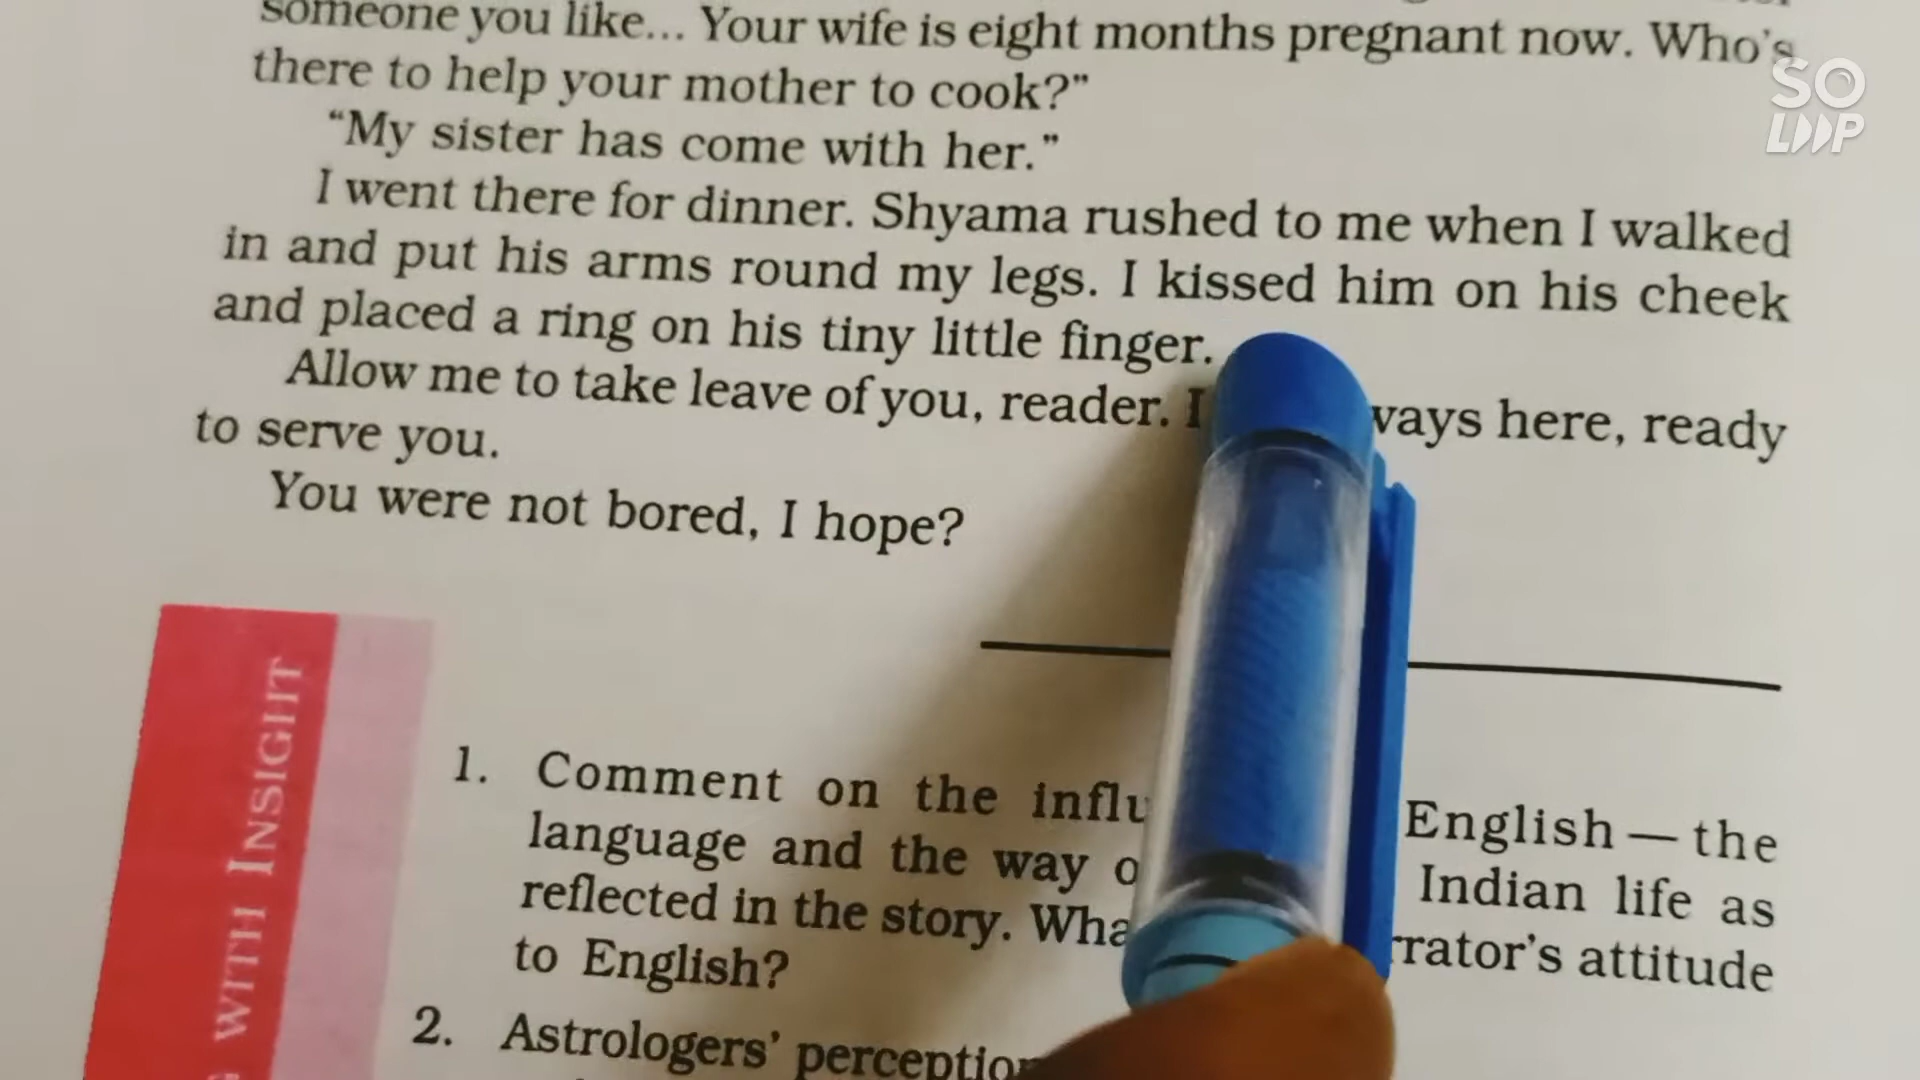 someone you like... Your wife is eight months pregnant now. Who's
there to help your mother to cook?"
"My sister has come with her."
I went there for dinner. Shyama rushed to me when I walked
in and put his arms round my legs. I kissed him on his cheek
and placed a ring on his tiny little finger.
Allow me to take leave of you, reader. I ways here, ready
to serve you.
You were not bored, I hope?
WITH INSIGHT
1. Comment on the influ English — the
language and the way o Indian life as
reflected in the story. Wha rrator's attitude
to English?
2. Astrologers' perception
SO
LOOP